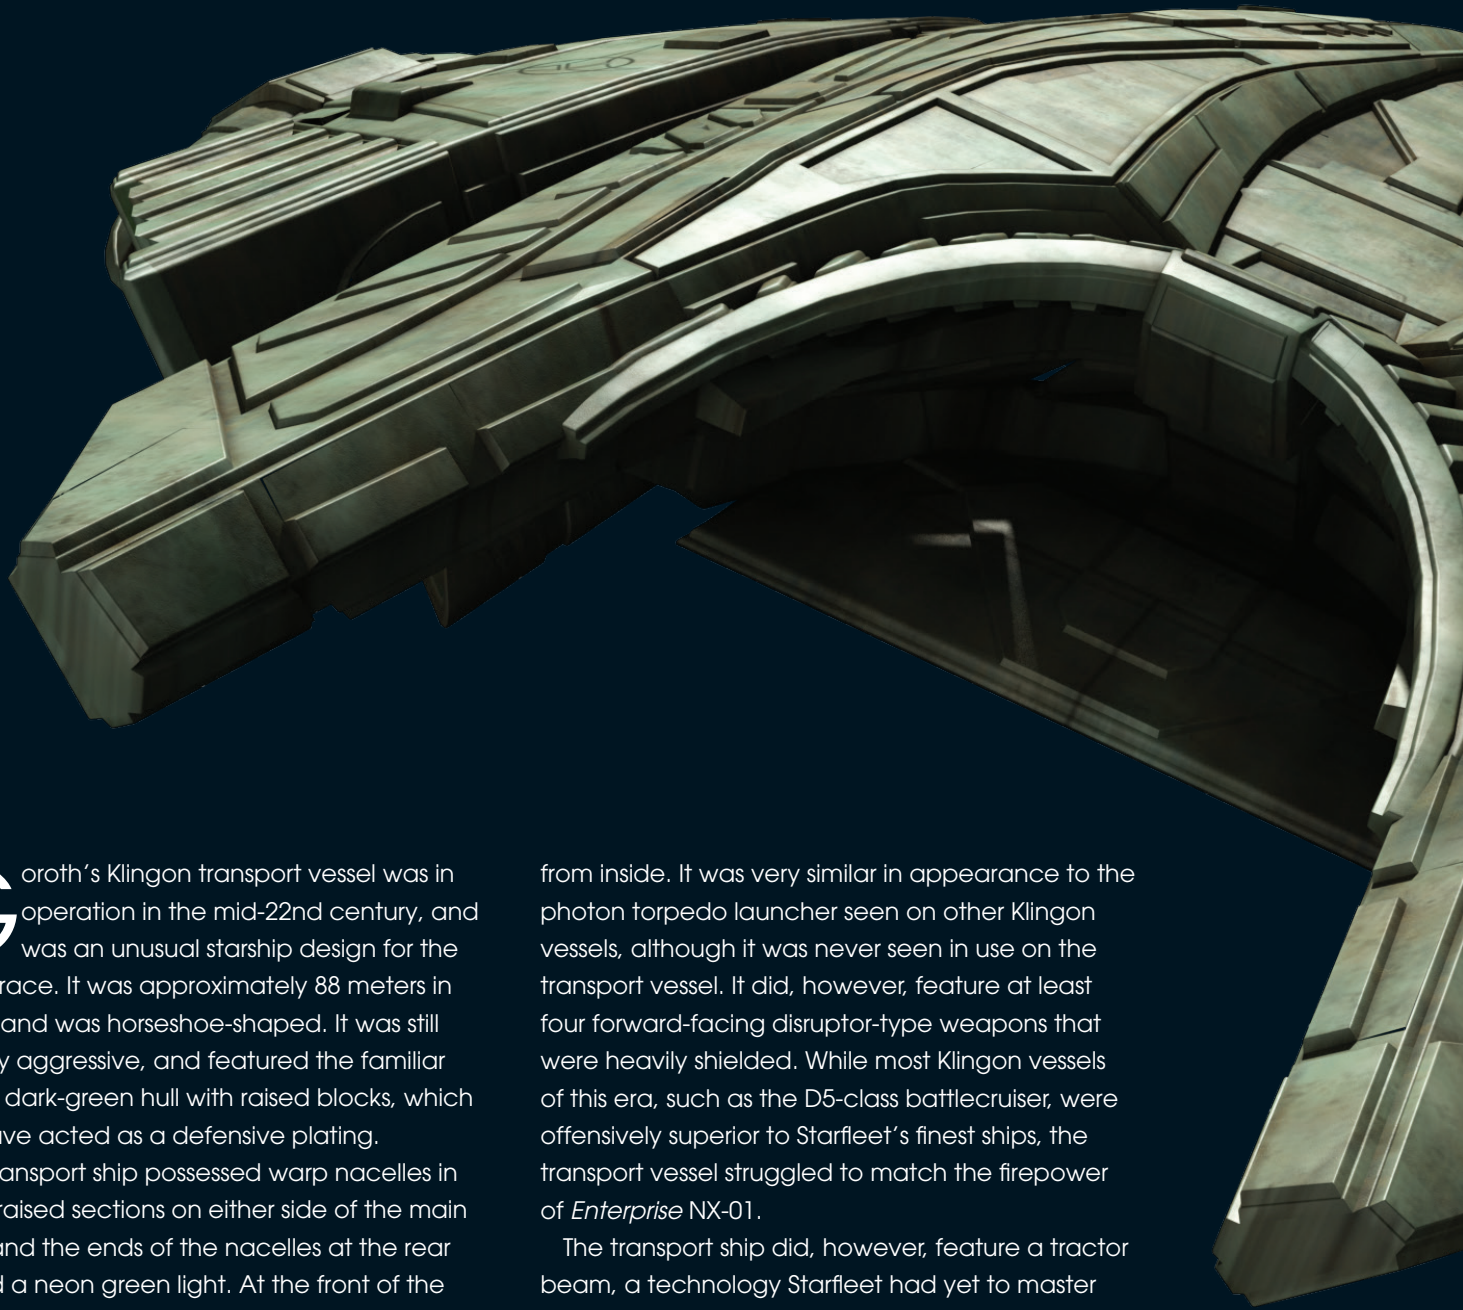 Goroth's Klingon transport vessel was in
operation in the mid-22nd century, and
was an unusual starship design for the
race. It was approximately 88 meters in
and was horseshoe-shaped. It was still
y aggressive, and featured the familiar
dark-green hull with raised blocks, which
ve acted as a defensive plating.
ansport ship possessed warp nacelles in
raised sections on either side of the main
and the ends of the nacelles at the rear
d a neon green light. At the front of the
from inside. It was very similar in appearance to the
photon torpedo launcher seen on other Klingon
vessels, although it was never seen in use on the
transport vessel. It did, however, feature at least
four forward-facing disruptor-type weapons that
were heavily shielded. While most Klingon vessels
of this era, such as the D5-class battlecruiser, were
offensively superior to Starfleet's finest ships, the
transport vessel struggled to match the firepower
of Enterprise NX-01.
The transport ship did, however, feature a tractor
beam, a technology Starfleet had yet to master